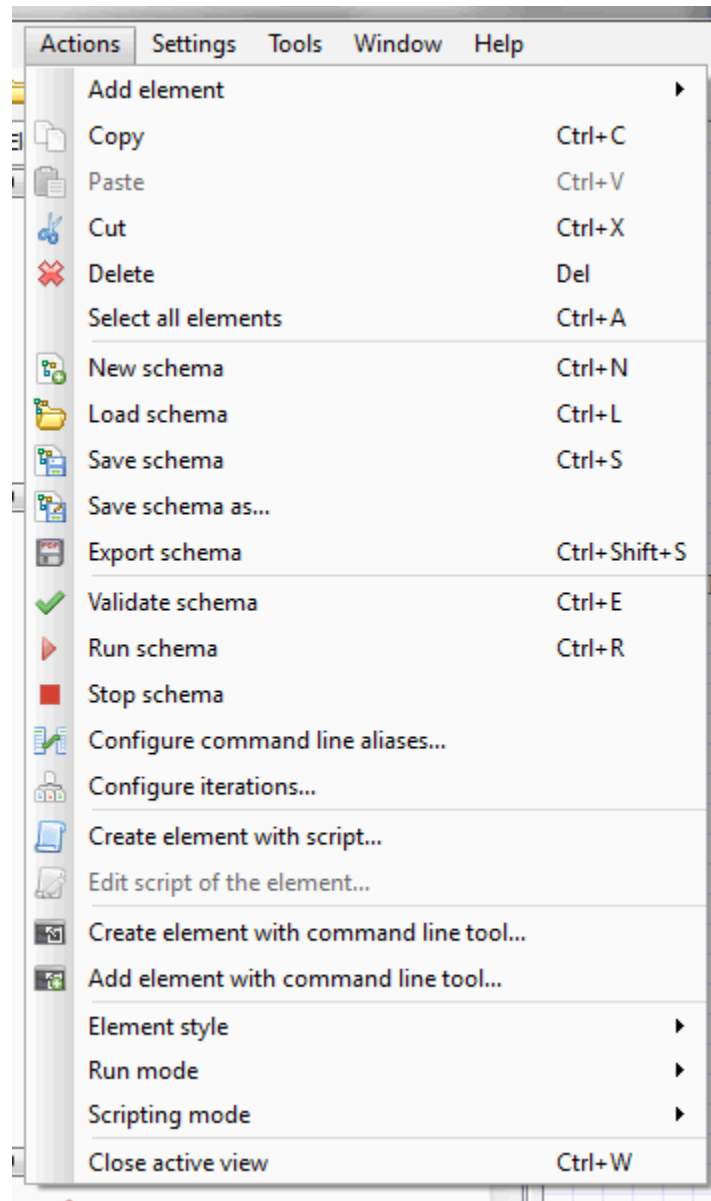 Actions Settings Tools Window Help
Add element
Copy Ctrl+C
Paste Ctrl+V
Cut Ctrl+X
Delete Del
Select all elements Ctrl+A
New schema Ctrl+N
Load schema Ctrl+L
Save schema Ctrl+S
Save schema as...
Export schema Ctrl+Shift+S
Validate schema Ctrl+E
Run schema Ctrl+R
Stop schema
Configure command line aliases...
Configure iterations...
Create element with script...
Edit script of the element...
Create element with command line tool...
Add element with command line tool...
Element style
Run mode
Scripting mode
Close active view Ctrl+W